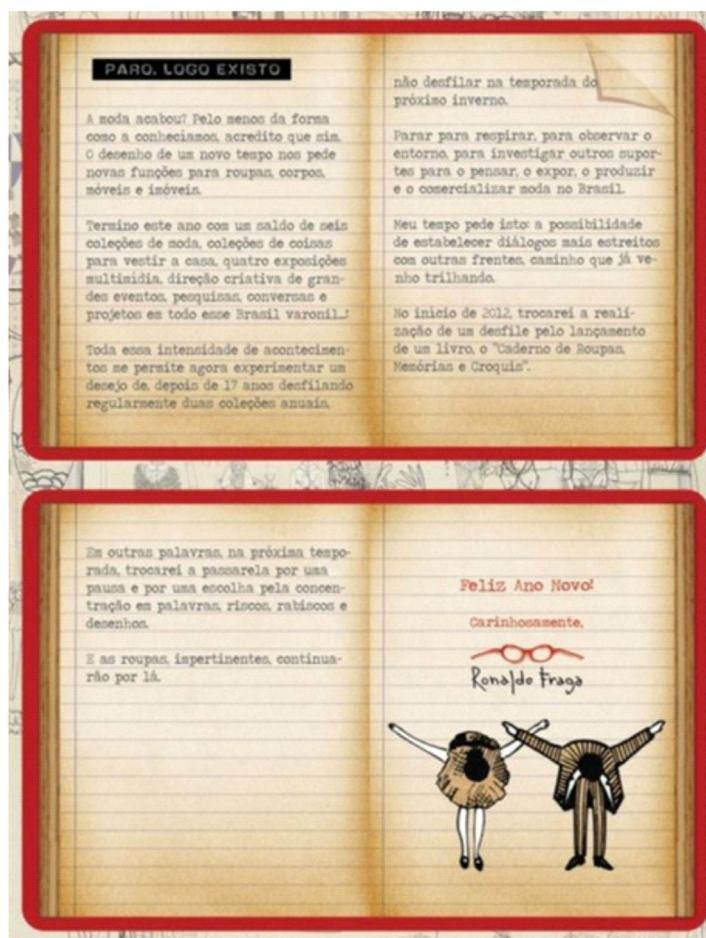 PARO, LOGO EXISTO
A moda acabou? Pelo menos da forma
como a conhecíamos, acredito que sim.
O desenho de um novo tempo nos pede
novas funções para roupas, corpos,
móveis e imóveis.
Termino este ano com um saldo de seis
coleções de moda, coleções de coisas
para vestir a casa, quatro exposições
multimídia, direção criativa de gran-
des eventos, pesquisas, conversas e
projetos em todo esse Brasil varonil...!
Toda essa intensidade de acontecimen-
tos me permite agora experimentar um
desejo de, depois de 17 anos desfilando
regularmente duas coleções anuais,
não desfilar na temporada do
próximo inverno.
Parar para respirar, para observar o
entorno, para investigar outros supor-
tes para o pensar, o expor, o produzir
e o comercializar moda no Brasil.
Meu tempo pede isto: a possibilidade
de estabelecer diálogos mais estreitos
com outras frentes, caminho que já ve-
nho trilhando.
No início de 2012, trocarei a reali-
zação de um desfile pelo lançamento
de um livro, o "Caderno de Roupas,
Memórias e Croquis".
Em outras palavras, na próxima tempo-
rada, trocarei a passarela por uma
pausa e por uma escolha pela concen-
tração em palavras, riscos, rabiscos e
desenhos.
E as roupas, impertinentes, continua-
rão por lá.
Feliz Ano Novo!
Carinhosamente,
Ronaldo Fraga